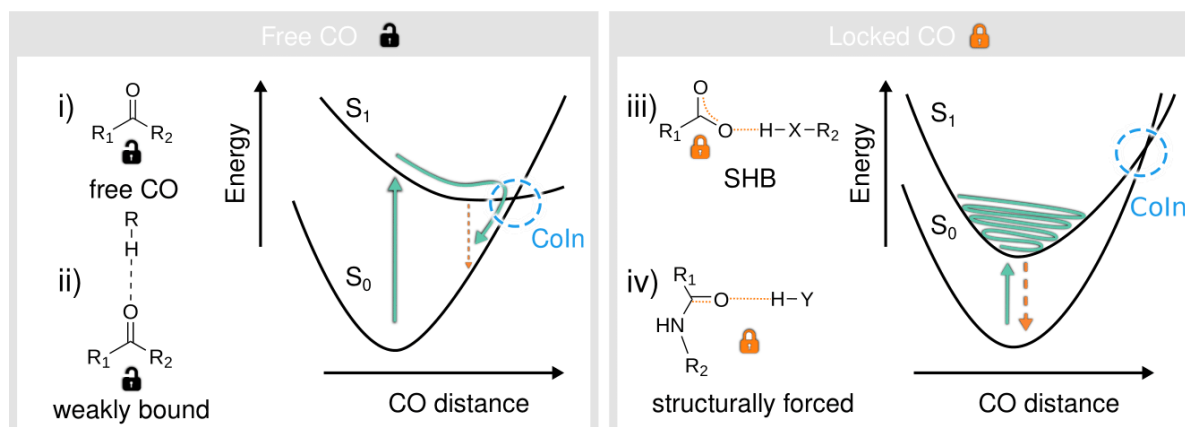 Free CO
i)
O
R1 R2
free CO
R
H
ii)
O
R1 R2
weakly bound
Energy
S1
S0
CoIn
CO distance
Locked CO
iii)
O
R1 O H–X–R2
SHB
iv)
R1
O H–Y
HN
R2
structurally forced
Energy
S1
S0
CoIn
CO distance